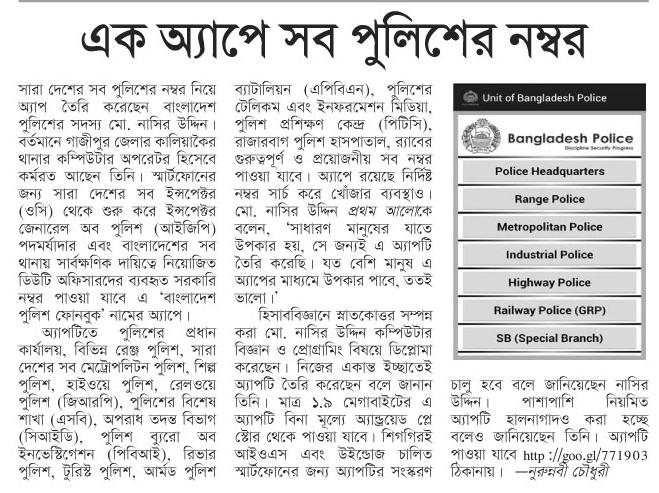 এক অ্যাপে সব পুলিশের নম্বর
সারা দেশের সব পুলিশের নম্বর নিয়ে
অ্যাপ তৈরি করেছেন বাংলাদেশ
পুলিশের সদস্য মো. নাসির উদ্দিন।
বর্তমানে গাজীপুর জেলার কালিয়াকৈর
থানার কম্পিউটার অপরেটর হিসেবে
কর্মরত আছেন তিনি। স্মার্টফোনের
জন্য সারা দেশের সব ইন্সপেক্টর
(ওসি) থেকে শুরু করে ইন্সপেক্টর
জেনারেল অব পুলিশ (আইজিপি)
পদমর্যাদার এবং বাংলাদেশের সব
থানায় সার্বক্ষণিক দায়িত্বে নিয়োজিত
ডিউটি অফিসারদের ব্যবহৃত সরকারি
নম্বর পাওয়া যাবে এ ‘বাংলাদেশ
পুলিশ ফোনবুক’ নামের অ্যাপে।
অ্যাপটিতে পুলিশের প্রধান
কার্যালয়, বিভিন্ন রেঞ্জ পুলিশ, সারা
দেশের সব মেট্রোপলিটন পুলিশ, শিল্প
পুলিশ, হাইওয়ে পুলিশ, রেলওয়ে
পুলিশ (জিআরপি), পুলিশের বিশেষ
শাখা (এসবি), অপরাধ তদন্ত বিভাগ
(সিআইডি), পুলিশ ব্যুরো অব
ইনভেস্টিগেশন (পিবিআই), রিভার
পুলিশ, টুরিস্ট পুলিশ, আর্মড পুলিশ
ব্যাটালিয়ন (এপিবিএন), পুলিশের
টেলিকম এবং ইনফরমেশন মিডিয়া,
পুলিশ প্রশিক্ষণ কেন্দ্র (পিটিসি),
রাজারবাগ পুলিশ হাসপাতাল, র‍্যাবের
গুরুত্বপূর্ণ ও প্রয়োজনীয় সব নম্বর
পাওয়া যাবে। অ্যাপে রয়েছে নির্দিষ্ট
নম্বর সার্চ করে খোঁজার ব্যবস্থাও।
মো. নাসির উদ্দিন প্রথম আলোকে
বলেন, ‘সাধারণ মানুষের যাতে
উপকার হয়, সে জন্যই এ অ্যাপটি
তৈরি করেছি। যত বেশি মানুষ এ
অ্যাপের মাধ্যমে উপকার পাবে, ততই
ভালো।’
হিসাববিজ্ঞানে স্নাতকোত্তর সম্পন্ন
করা মো. নাসির উদ্দিন কম্পিউটার
বিজ্ঞান ও প্রোগ্রামিং বিষয়ে ডিপ্লোমা
করেছেন। নিজের একান্ত ইচ্ছাতেই
অ্যাপটি তৈরি করেছেন বলে জানান
তিনি। মাত্র ১.৯ মেগাবাইটের এ
অ্যাপটি বিনা মূল্যে অ্যান্ড্রয়েড প্লে
স্টোর থেকে পাওয়া যাবে। শিগগিরই
আইওএস এবং উইন্ডোজ চালিত
স্মার্টফোনের জন্য অ্যাপটির সংস্করণ
Unit of Bangladesh Police
Bangladesh Police
Discipline Security Progress
Police Headquarters
Range Police
Metropolitan Police
Industrial Police
Highway Police
Railway Police (GRP)
SB (Special Branch)
চালু হবে বলে জানিয়েছেন নাসির
উদ্দিন। পাশাপাশি নিয়মিত
অ্যাপটি হালনাগাদও করা হচ্ছে
বলেও জানিয়েছেন তিনি। অ্যাপটি
পাওয়া যাবে http://goo.gl/771903
ঠিকানায়। —নুরুন্নবী চৌধুরী